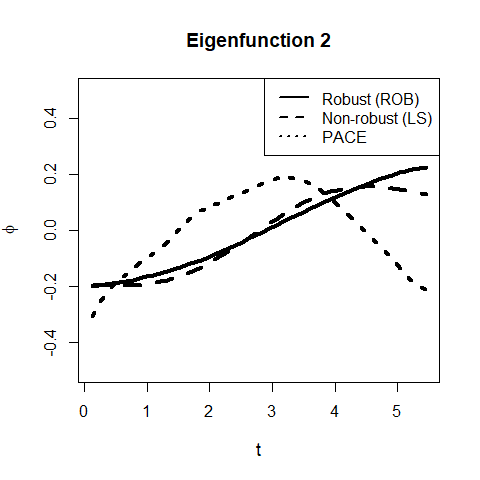 Eigenfunction 2
Robust (ROB)
Non-robust (LS)
PACE
0.4
0.2
0.0
-0.2
-0.4
ϕ
0 1 2 3 4 5
t